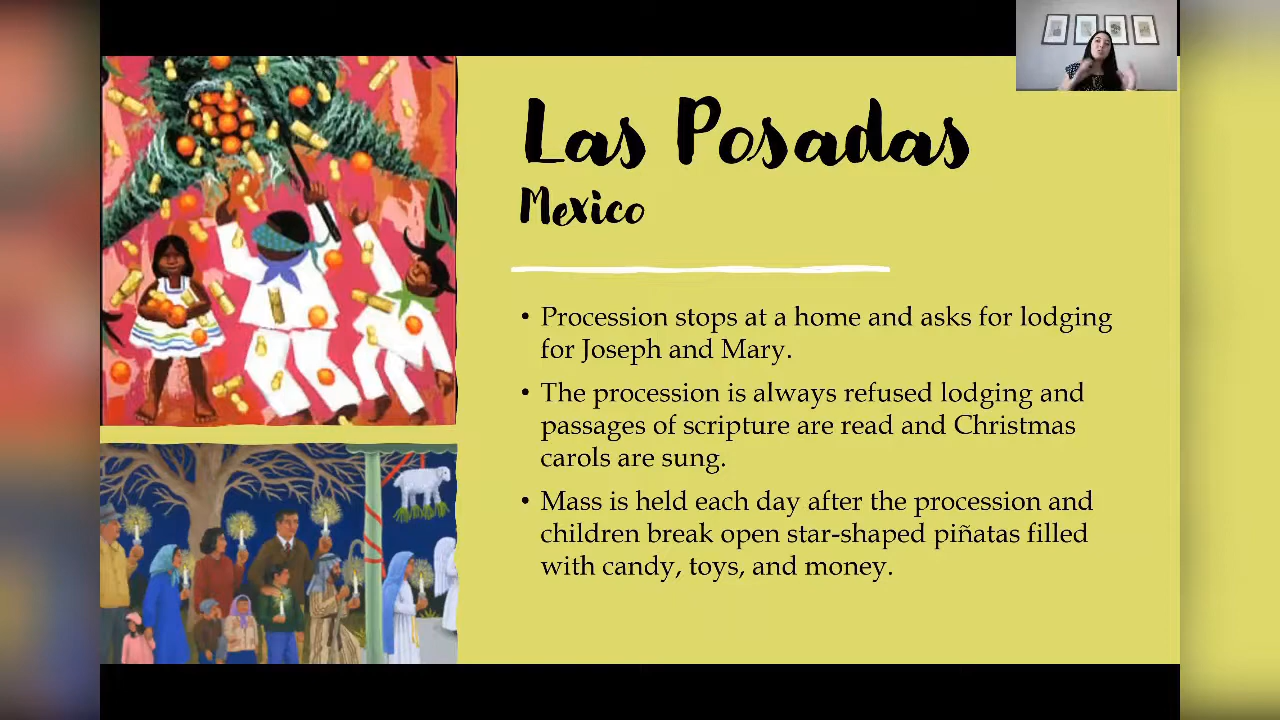 Las Posadas
Mexico
• Procession stops at a home and asks for lodging
for Joseph and Mary.
• The procession is always refused lodging and
passages of scripture are read and Christmas
carols are sung.
• Mass is held each day after the procession and
children break open star-shaped piñatas filled
with candy, toys, and money.